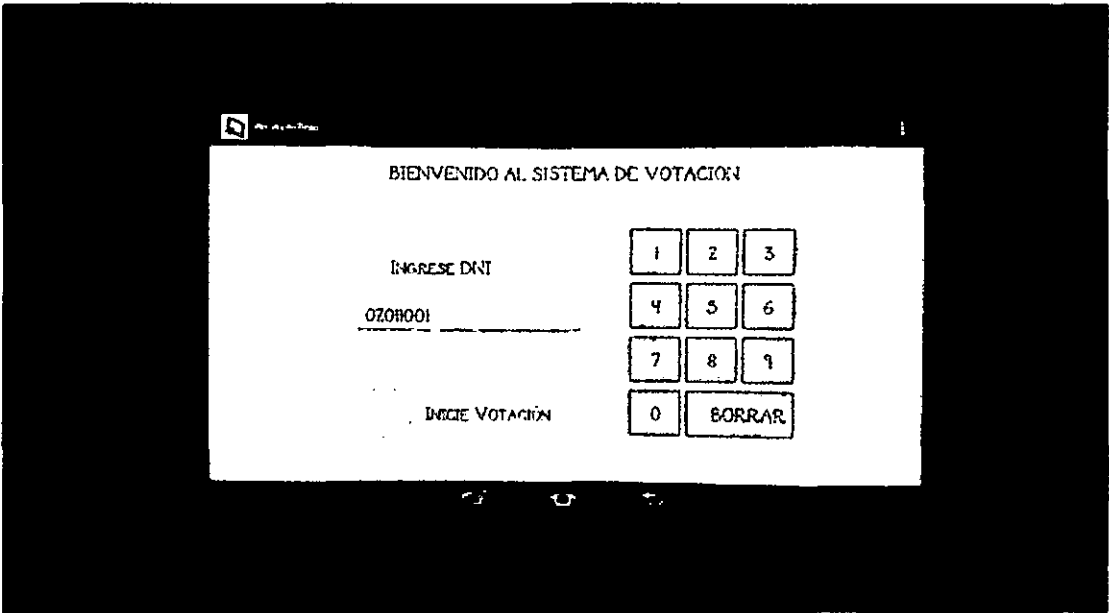 BIENVENIDO AL SISTEMA DE VOTACION
INGRESE DNI
02011001
INICIE VOTACIÓN
1 2 3
4 5 6
7 8 9
0 BORRAR